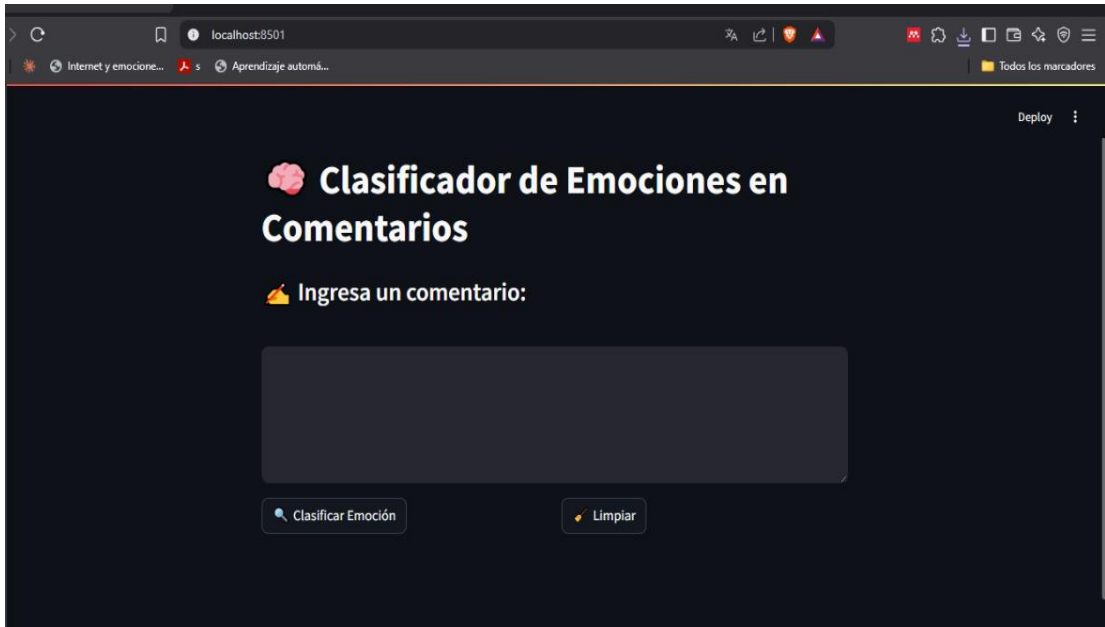 localhost:8501
Internet y emocione... s Aprendizaje automá... Todos los marcadores
Deploy
🧠 Clasificador de Emociones en
Comentarios
✍️ Ingresa un comentario:
🔍 Clasificar Emoción 🧹 Limpiar